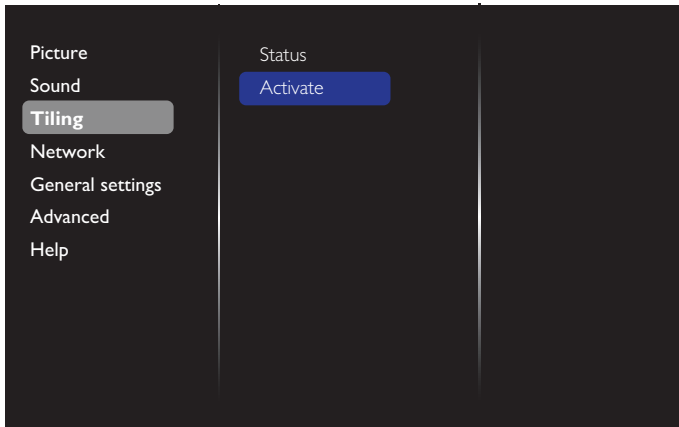 Picture
Sound
Tiling
Network
General settings
Advanced
Help
Status
Activate